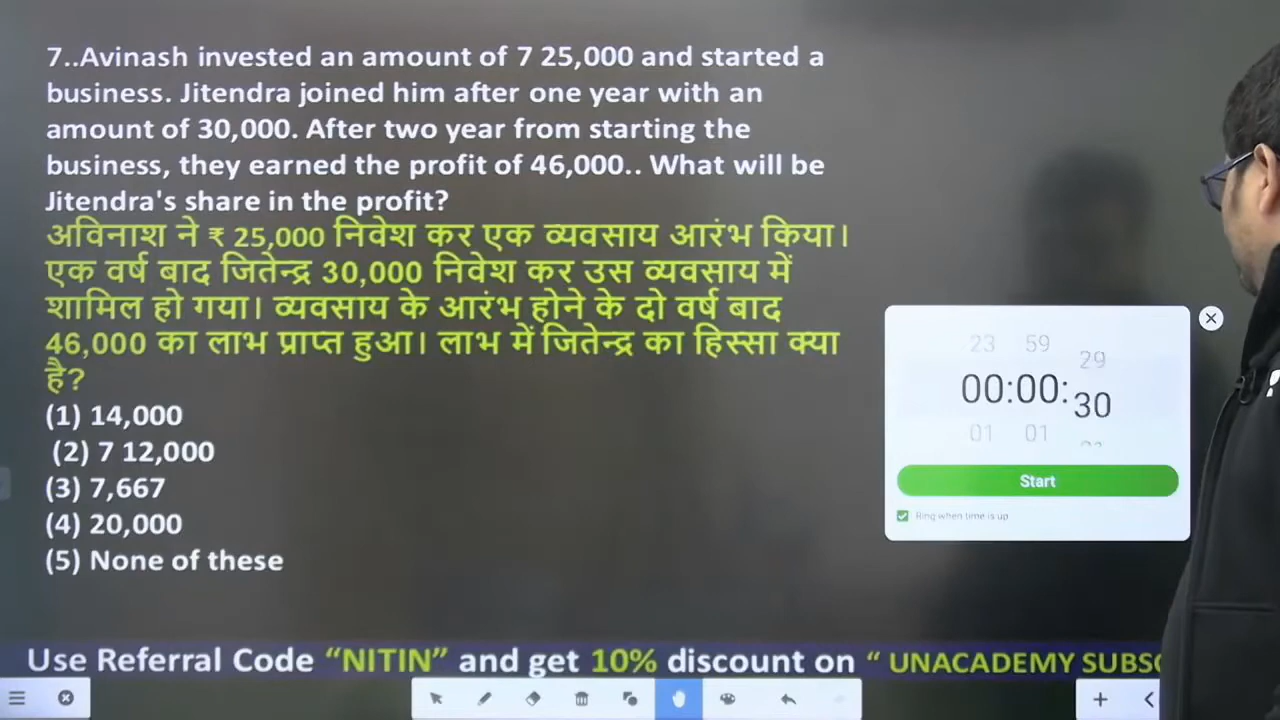 7..Avinash invested an amount of 7 25,000 and started a
business. Jitendra joined him after one year with an
amount of 30,000. After two year from starting the
business, they earned the profit of 46,000.. What will be
Jitendra's share in the profit?
अविनाश ने ₹ 25,000 निवेश कर एक व्यवसाय आरंभ किया।
एक वर्ष बाद जितेन्द्र 30,000 निवेश कर उस व्यवसाय में
शामिल हो गया। व्यवसाय के आरंभ होने के दो वर्ष बाद
46,000 का लाभ प्राप्त हुआ। लाभ में जितेन्द्र का हिस्सा क्या
है?
(1) 14,000
(2) 7 12,000
(3) 7,667
(4) 20,000
(5) None of these
23 59 29
00:00:30
01 01
Start
Ring when time is up
Use Referral Code “NITIN” and get 10% discount on “ UNACADEMY SUBSC